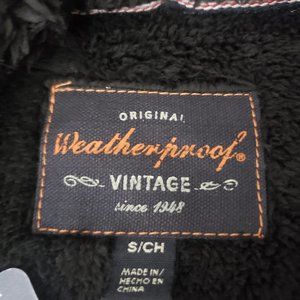 ORIGINAL
Weatherproof®
VINTAGE
since 1948
S/CH
MADE IN/
HECHO EN
CHINA